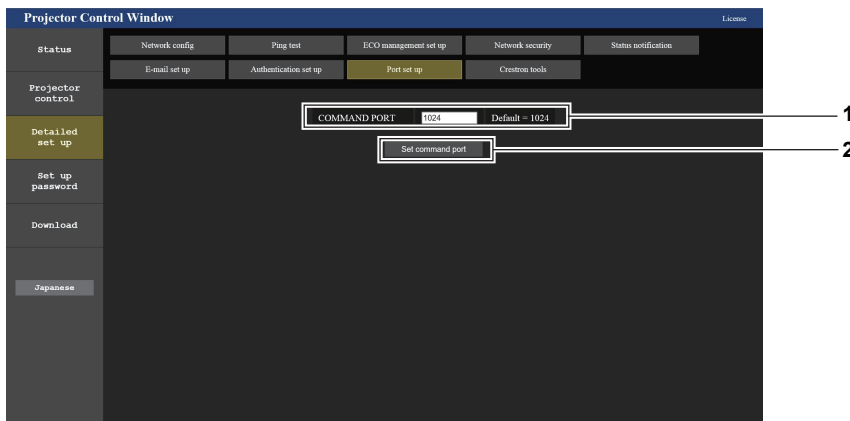 Projector Control Window License
Status
Network config Ping test ECO management set up Network security Status notification
E-mail set up Authentication set up Port set up Crestron tools
Projector
control
COMMAND PORT 1024 Default = 1024 1
Detailed
set up
Set command port 2
Set up
password
Download
Japanese